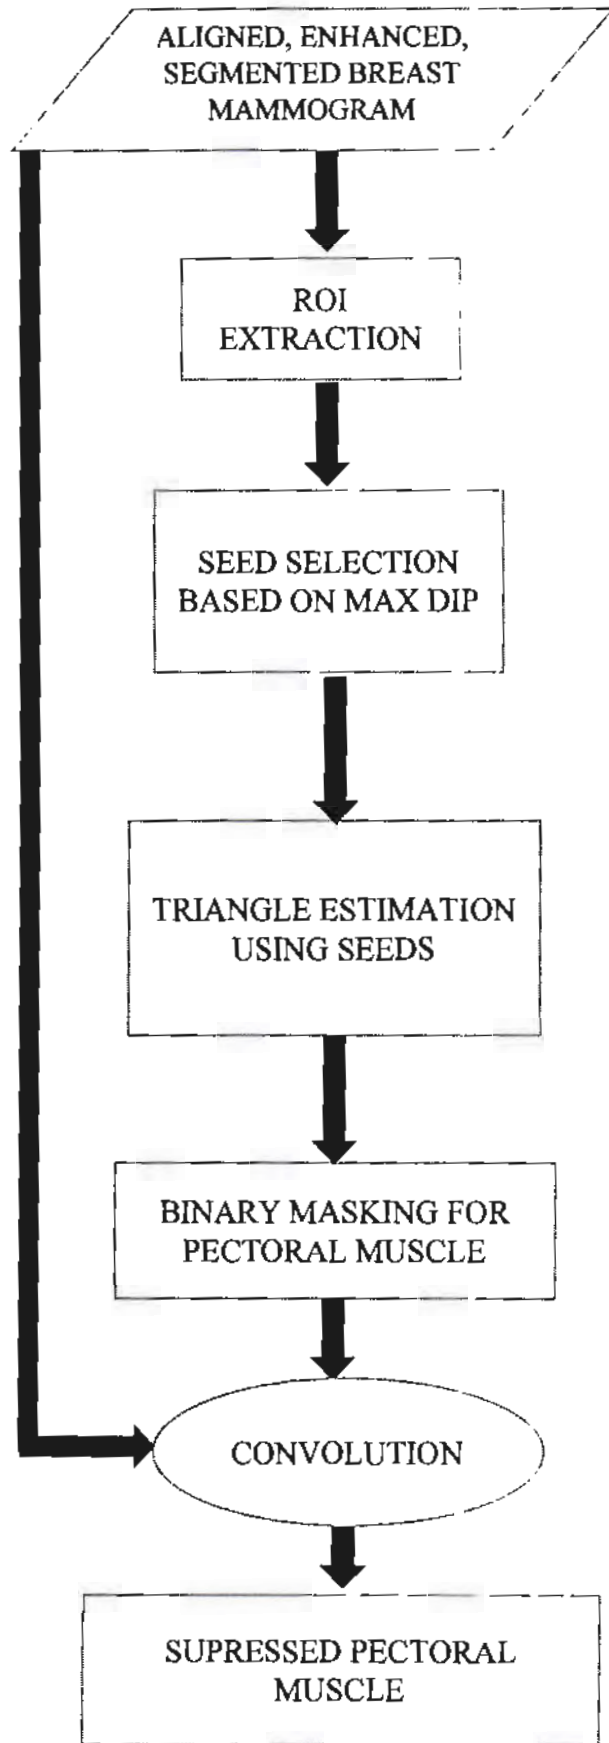 ALIGNED, ENHANCED,
SEGMENTED BREAST
MAMMOGRAM
ROI
EXTRACTION
SEED SELECTION
BASED ON MAX DIP
TRIANGLE ESTIMATION
USING SEEDS
BINARY MASKING FOR
PECTORAL MUSCLE
CONVOLUTION
SUPRESSED PECTORAL
MUSCLE